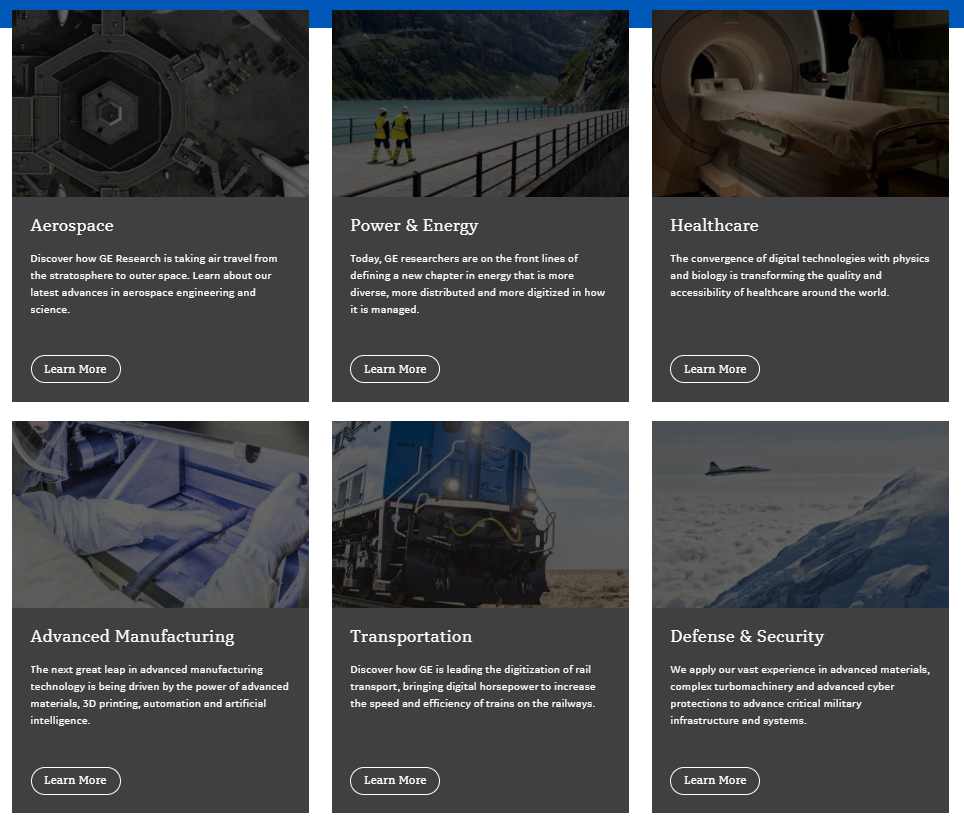 Aerospace
Discover how GE Research is taking air travel from
the stratosphere to outer space. Learn about our
latest advances in aerospace engineering and
science.
Learn More
Power & Energy
Today, GE researchers are on the front lines of
defining a new chapter in energy that is more
diverse, more distributed and more digitized in how
it is managed.
Learn More
Healthcare
The convergence of digital technologies with physics
and biology is transforming the quality and
accessibility of healthcare around the world.
Learn More
Advanced Manufacturing
The next great leap in advanced manufacturing
technology is being driven by the power of advanced
materials, 3D printing, automation and artificial
intelligence.
Learn More
Transportation
Discover how GE is leading the digitization of rail
transport, bringing digital horsepower to increase
the speed and efficiency of trains on the railways.
Learn More
Defense & Security
We apply our vast experience in advanced materials,
complex turbomachinery and advanced cyber
protections to advance critical military
infrastructure and systems.
Learn More